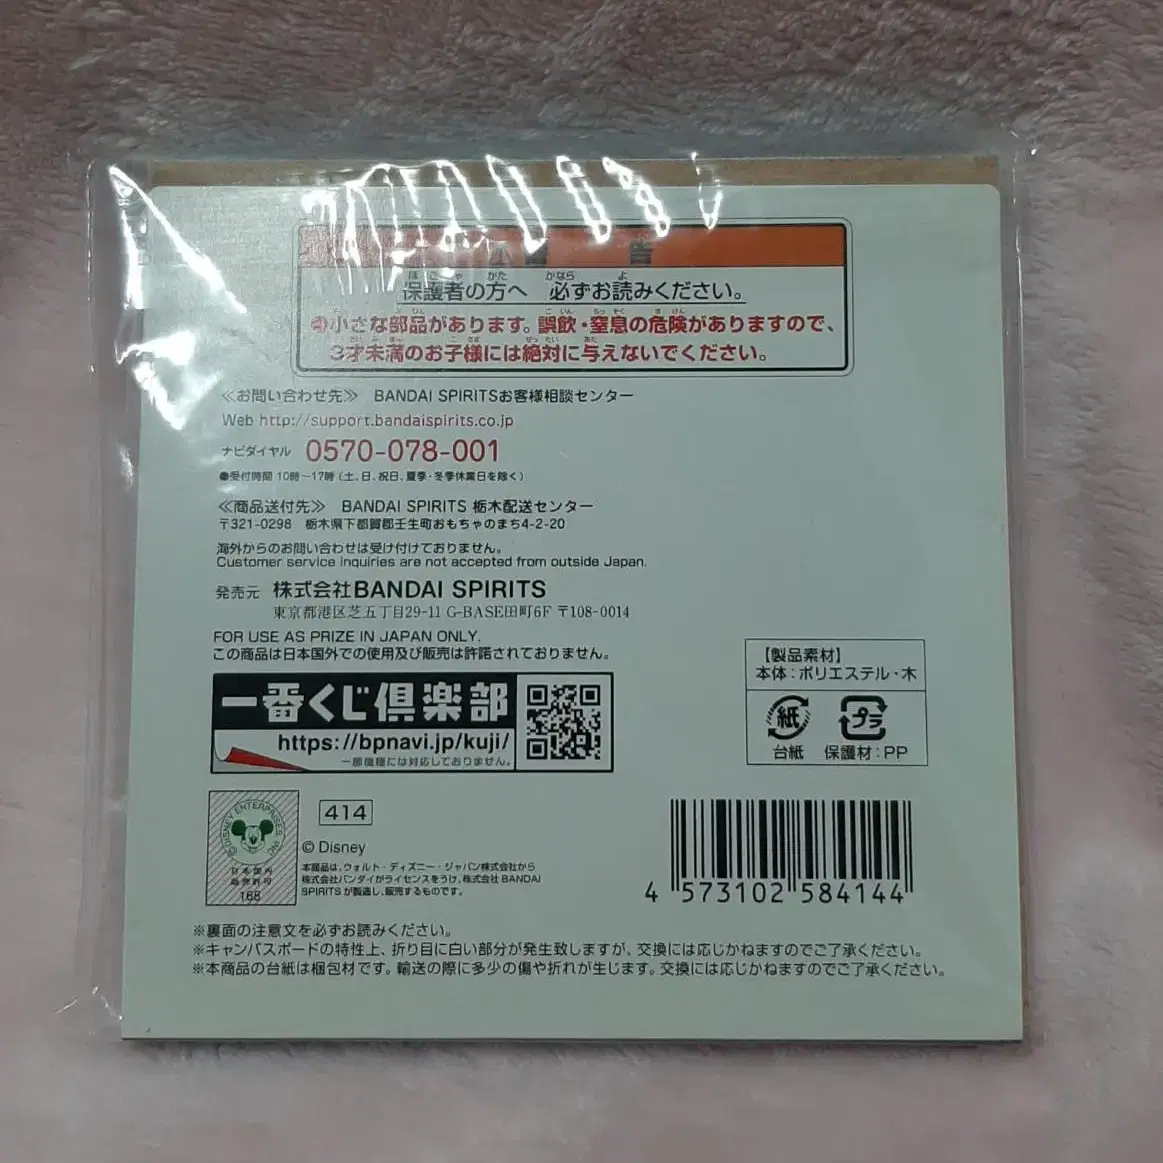 告
保護者の方へ 必ずお読みください。
小さな部品があります。誤飲・窒息の危険がありますので、
3才未満のお子様には絶対に与えないでください。
≪お問い合わせ先≫ BANDAI SPIRITSお客様相談センター
Web http://support.bandaispirits.co.jp
ナビダイヤル 0570-078-001
●受付時間 10時～17時（土、日、祝日、夏季・冬季休業日を除く）
≪商品送付先≫ BANDAI SPIRITS 栃木配送センター
〒321-0298 栃木県下都賀郡壬生町おもちゃのまち4-2-20
海外からのお問い合わせは受け付けておりません。
Customer service inquiries are not accepted from outside Japan.
発売元 株式会社BANDAI SPIRITS
東京都港区芝五丁目29-11 G-BASE田町6F 〒108-0014
FOR USE AS PRIZE IN JAPAN ONLY.
この商品は日本国外での使用及び販売は許諾されておりません。
一番くじ倶楽部
https://bpnavi.jp/kuji/
一部機種には対応しておりません。
【製品素材】
本体：ポリエステル・木
紙 プラ
台紙 保護材：PP
©DISNEY ENTERPRISES INC
日本国内
販売許可
168
414
© Disney
本商品は、ウォルト・ディズニー・ジャパン株式会社から
株式会社バンダイがライセンスをうけ、株式会社 BANDAI
SPIRITS が製造し、販売するものです。
4 573102 584144
※裏面の注意文を必ずお読みください。
※キャンバスボードの特性上、折り目に白い部分が発生致しますが、交換には応じかねますのでご了承ください。
※本商品の台紙は梱包材です。輸送の際に多少の傷や折れが生じます。交換には応じかねますのでご了承ください。